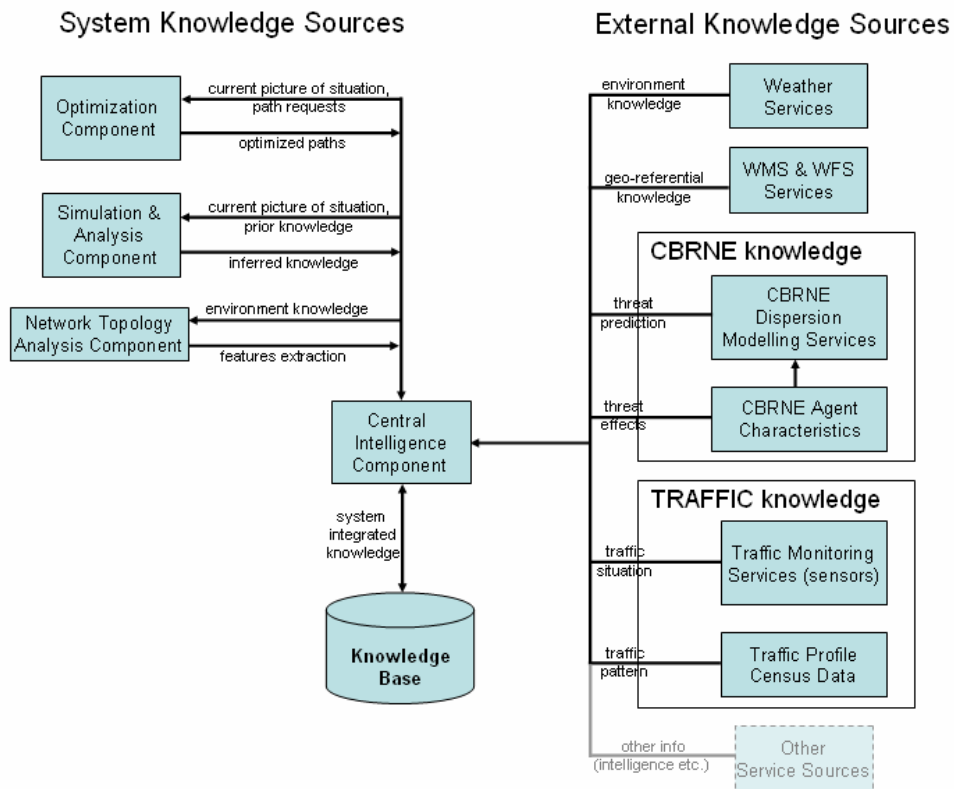 System Knowledge Sources
External Knowledge Sources
Optimization
Component
current picture of situation,
path requests
optimized paths
Simulation &
Analysis
Component
current picture of situation,
prior knowledge
inferred knowledge
Network Topology
Analysis Component
environment knowledge
features extraction
Central
Intelligence
Component
system
integrated
knowledge
Knowledge
Base
environment
knowledge
Weather
Services
geo-referential
knowledge
WMS & WFS
Services
CBRNE knowledge
threat
prediction
CBRNE
Dispersion
Modelling Services
threat
effects
CBRNE Agent
Characteristics
TRAFFIC knowledge
traffic
situation
Traffic Monitoring
Services (sensors)
traffic
pattern
Traffic Profile
Census Data
other info
(intelligence etc.)
Other
Service Sources